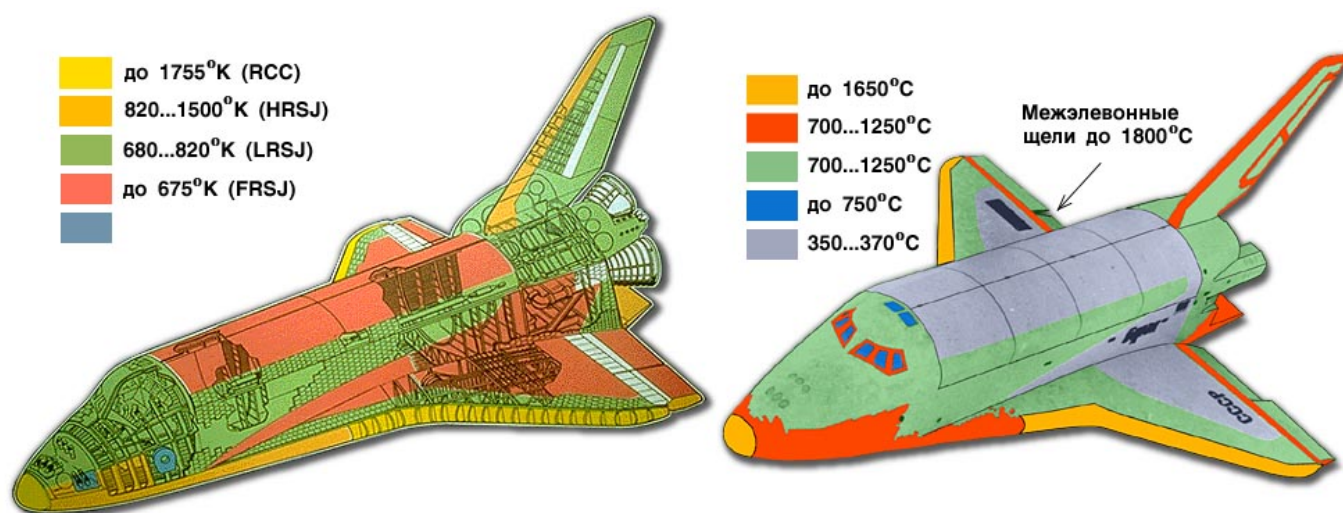 до 1755°К (RCC)
820...1500°К (HRSJ)
680...820°К (LRSJ)
до 675°К (FRSJ)
до 1650°С
700...1250°С
700...1250°С
до 750°С
350...370°С
Межэлевонные
щели до 1800°С
Буран
СССР